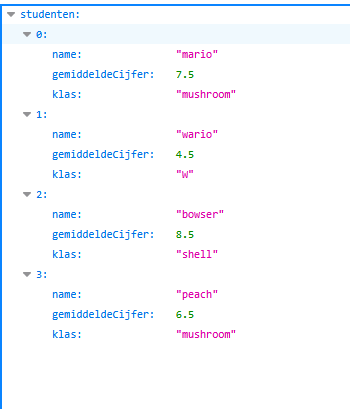 studenten:
0:
name: "mario"
gemiddeldeCijfer: 7.5
klas: "mushroom"
1:
name: "wario"
gemiddeldeCijfer: 4.5
klas: "W"
2:
name: "bowser"
gemiddeldeCijfer: 8.5
klas: "shell"
3:
name: "peach"
gemiddeldeCijfer: 6.5
klas: "mushroom"